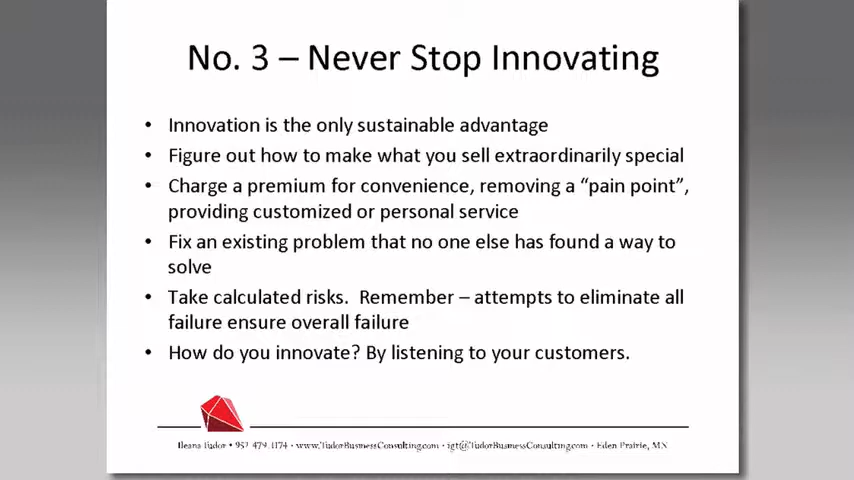 No. 3 – Never Stop Innovating
• Innovation is the only sustainable advantage
• Figure out how to make what you sell extraordinarily special
• Charge a premium for convenience, removing a “pain point”,
providing customized or personal service
• Fix an existing problem that no one else has found a way to
solve
• Take calculated risks.  Remember – attempts to eliminate all
failure ensure overall failure
• How do you innovate? By listening to your customers.
Ileana Tudor • 952-479-1174 • www.TudorBusinessConsulting.com • igt@TudorBusinessConsulting.com • Eden Prairie, MN